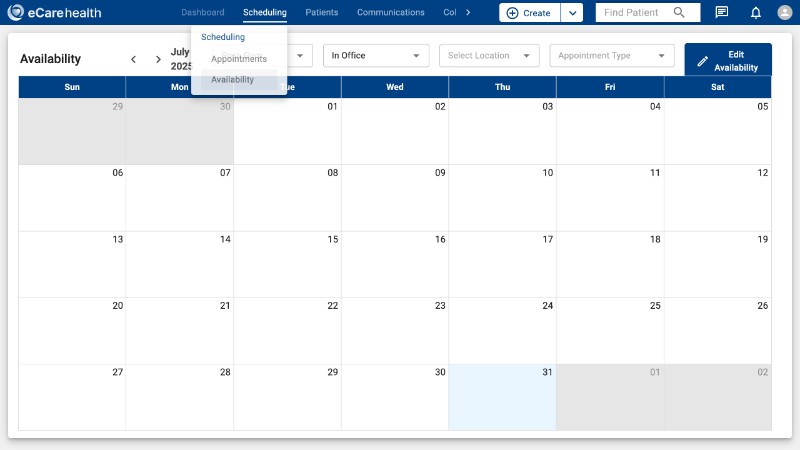 eCarehealth
Dashboard Scheduling Patients Communications Col
Create
Find Patient
Scheduling
Appointments
Availability
Availability
July
2025
In Office
Select Location
Appointment Type
Edit
Availability
Sun Mon Tue Wed Thu Fri Sat
29 30 01 02 03 04 05
06 07 08 09 10 11 12
13 14 15 16 17 18 19
20 21 22 23 24 25 26
27 28 29 30 31 01 02